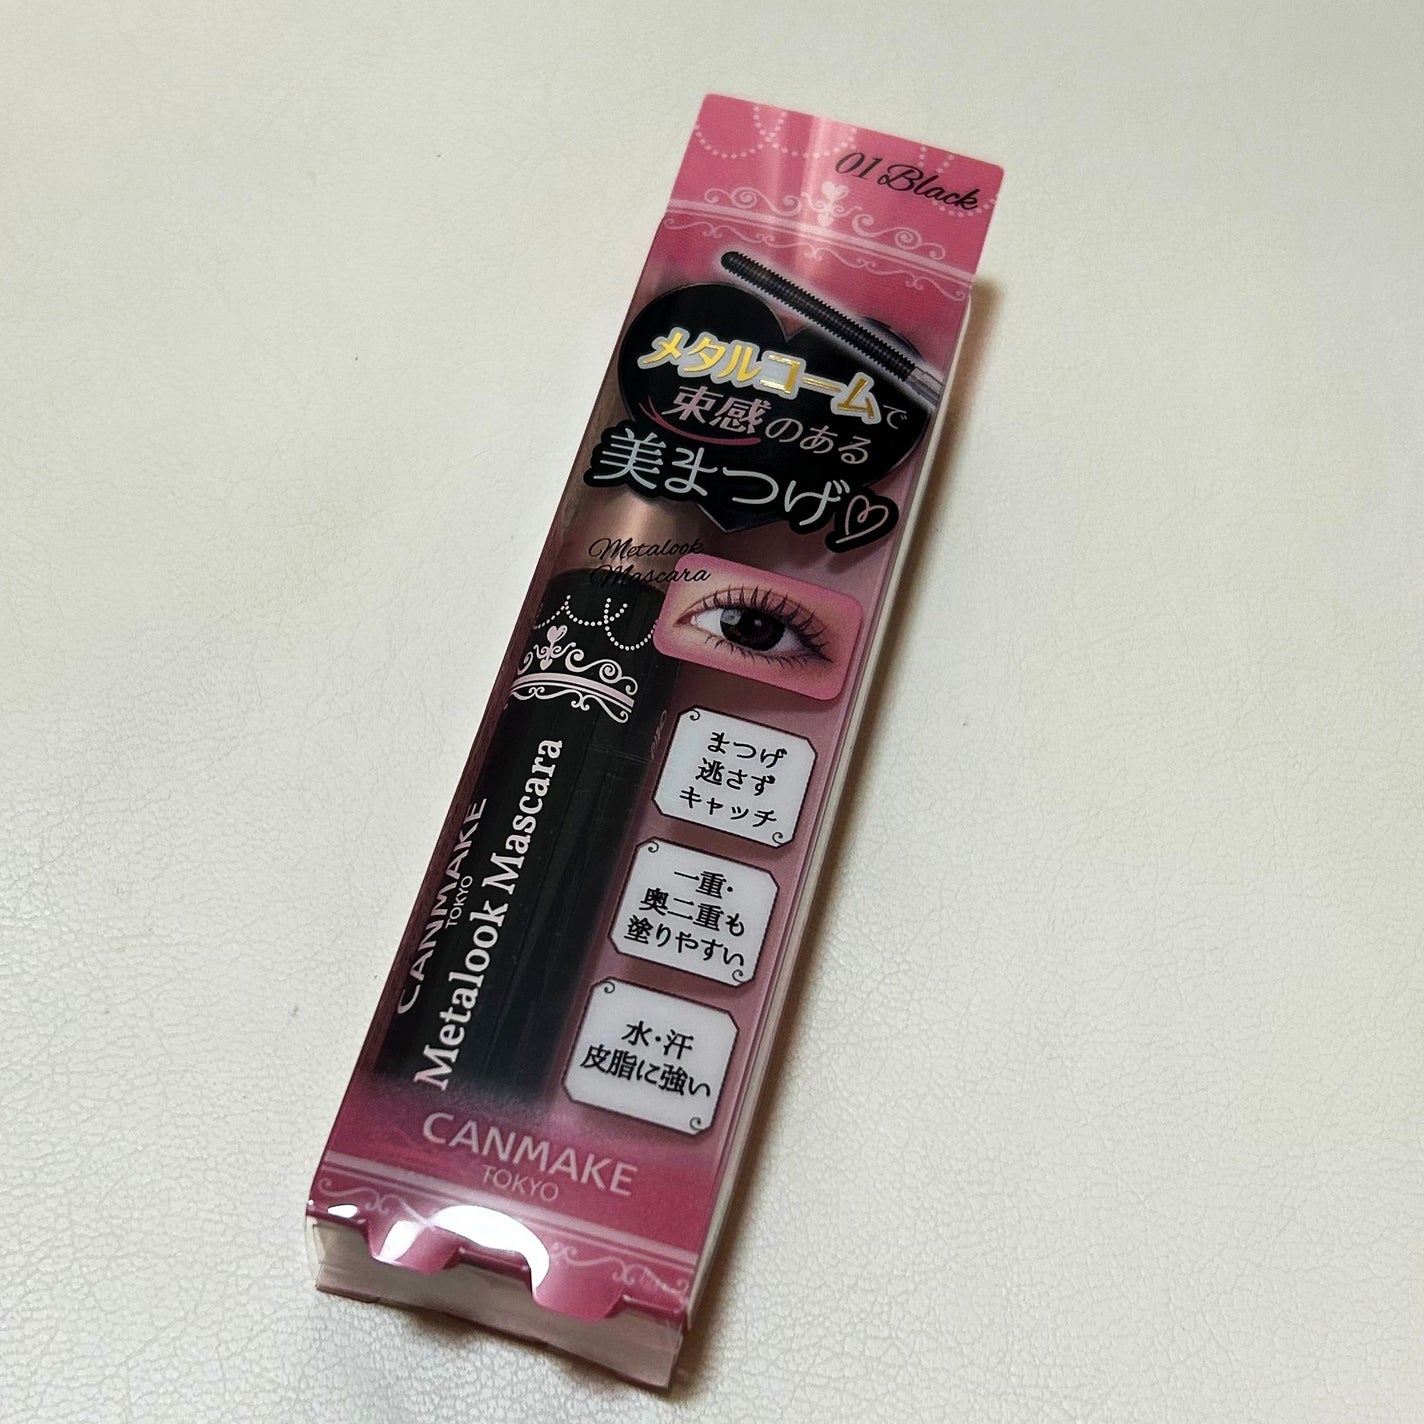 01 Black
メタルコームで
束感のある
美まつげ♡
Metalook
Mascara
まつげ
逃さず
キャッチ
一重・
奥二重も
塗りやすい
水・汗
皮脂に強い
CANMAKE
TOKYO
Metalook Mascara
CANMAKE
TOKYO